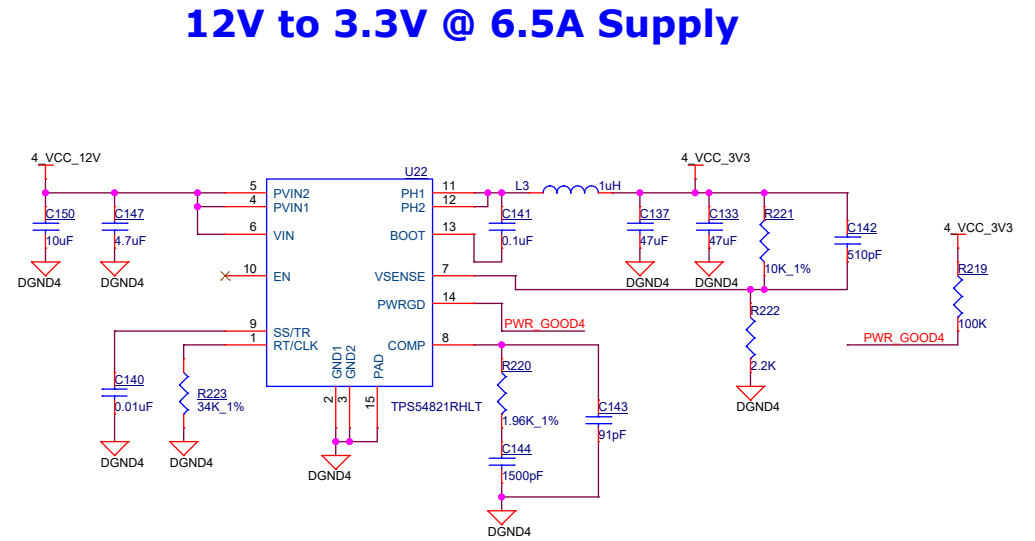 12V to 3.3V @ 6.5A Supply
4_VCC_12V
4_VCC_3V3
U22
5 PVIN2 PH1 11 L3 1uH
4 PVIN1 PH2 12
C150 C147 C141 C137 C133 R221
6 VIN BOOT 13
10uF 4.7uF 0.1uF 47uF 47uF C142
510pF
4_VCC_3V3
10 EN VSENSE 7
10K_1%
R219
DGND4 DGND4 DGND4 DGND4
PWRGD 14
R222
PWR_GOOD4
100K
9 SS/TR
1 RT/CLK COMP 8
PWR_GOOD4
GND1 GND2 PAD
R220 2.2K
C140 R223
0.01uF 34K_1%
2 3 15 TPS54821RHLT
C143 DGND4
1.96K_1%
91pF
C144
DGND4 DGND4
DGND4 1500pF
DGND4